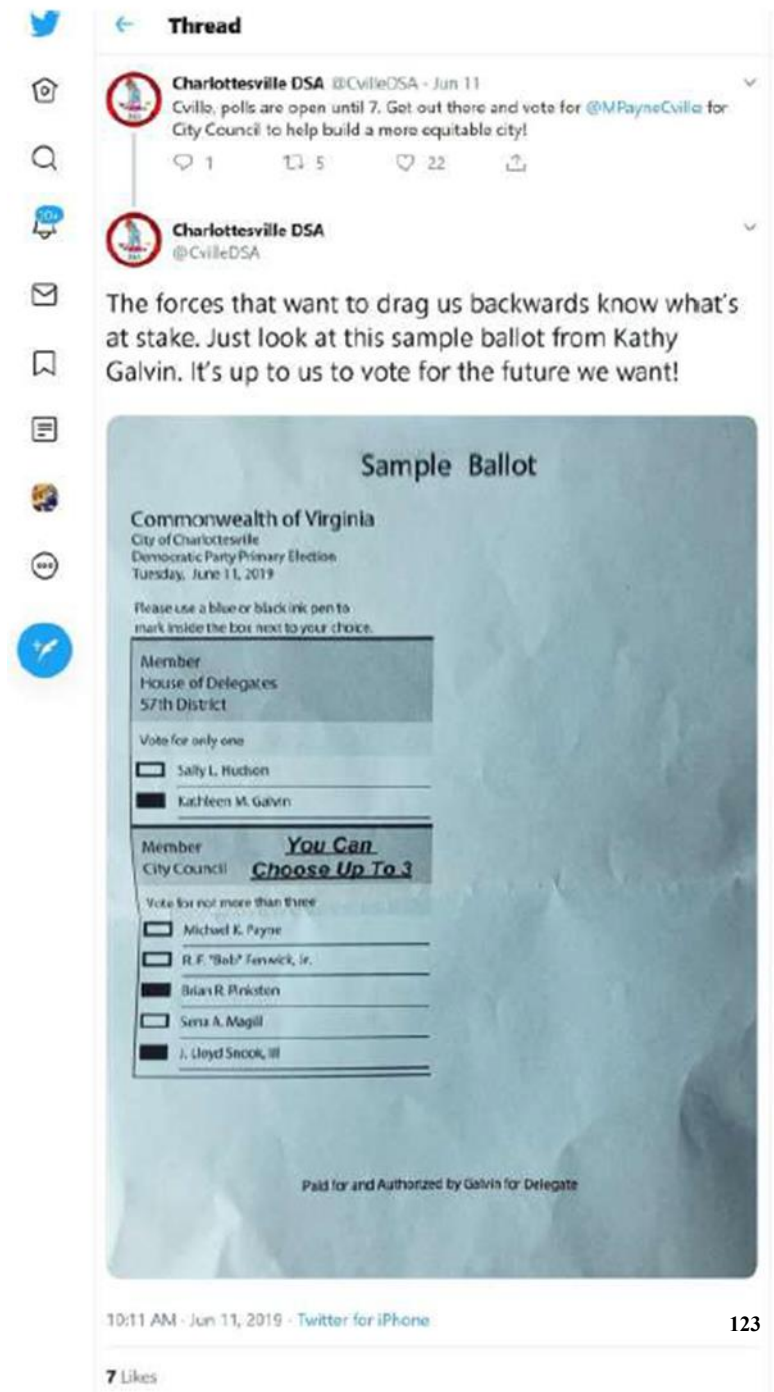 Thread
Charlottesville DSA @CvilleDSA - Jun 11
Cville, polls are open until 7. Get out there and vote for @MPayneCville for
City Council to help build a more equitable city!
1 5 22
20+
Charlottesville DSA
@CvilleDSA
The forces that want to drag us backwards know what's
at stake. Just look at this sample ballot from Kathy
Galvin. It's up to us to vote for the future we want!
Sample Ballot
Commonwealth of Virginia
City of Charlottesville
Democratic Party Primary Election
Tuesday, June 11, 2019
Please use a blue or black ink pen to
mark inside the box next to your choice.
Member
House of Delegates
57th District
Vote for only one
Sally L. Hudson
Kathleen M. Galvin
Member You Can
City Council Choose Up To 3
Vote for not more than three
Michael K. Payne
R.F. "Bob" Fenwick, Jr.
Brian R. Pinkston
Sena A. Magill
J. Lloyd Snook, III
Paid for and Authorized by Galvin for Delegate
10:11 AM - Jun 11, 2019 - Twitter for iPhone
123
7 Likes